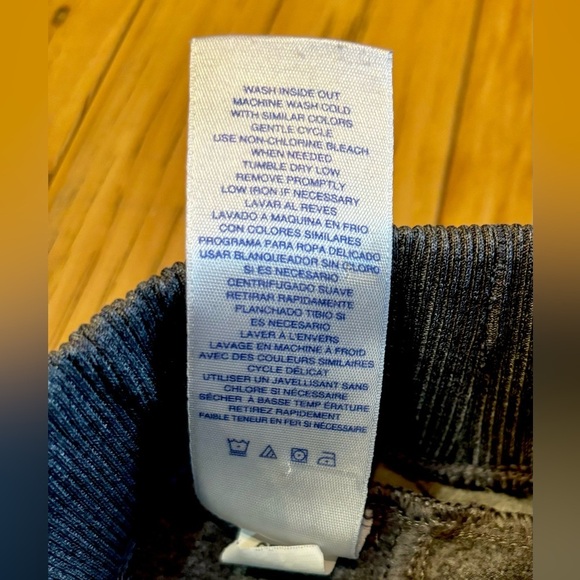 WASH INSIDE OUT
MACHINE WASH COLD
WITH SIMILAR COLORS
GENTLE CYCLE
USE NON-CHLORINE BLEACH
WHEN NEEDED
TUMBLE DRY LOW
REMOVE PROMPTLY
LOW IRON IF NECESSARY
LAVAR AL REVES
LAVADO A MAQUINA EN FRIO
CON COLORES SIMILARES
PROGRAMA PARA ROPA DELICADO
USAR BLANQUEADOR SIN CLORO
SI ES NECESARIO
CENTRIFUGADO SUAVE
RETIRAR RAPIDAMENTE
PLANCHADO TIBIO SI
ES NECESARIO
LAVER À L'ENVERS
LAVAGE EN MACHINE À FROID
AVEC DES COULEURS SIMILAIRES
CYCLE DÉLICAT
UTILISER UN JAVELLISANT SANS
CHLORE SI NÉCESSAIRE
SÈCHER À BASSE TEMP ÉRATURE
RETIREZ RAPIDEMENT
FAIBLE TENEUR EN FER SI NÉCESSAIRE